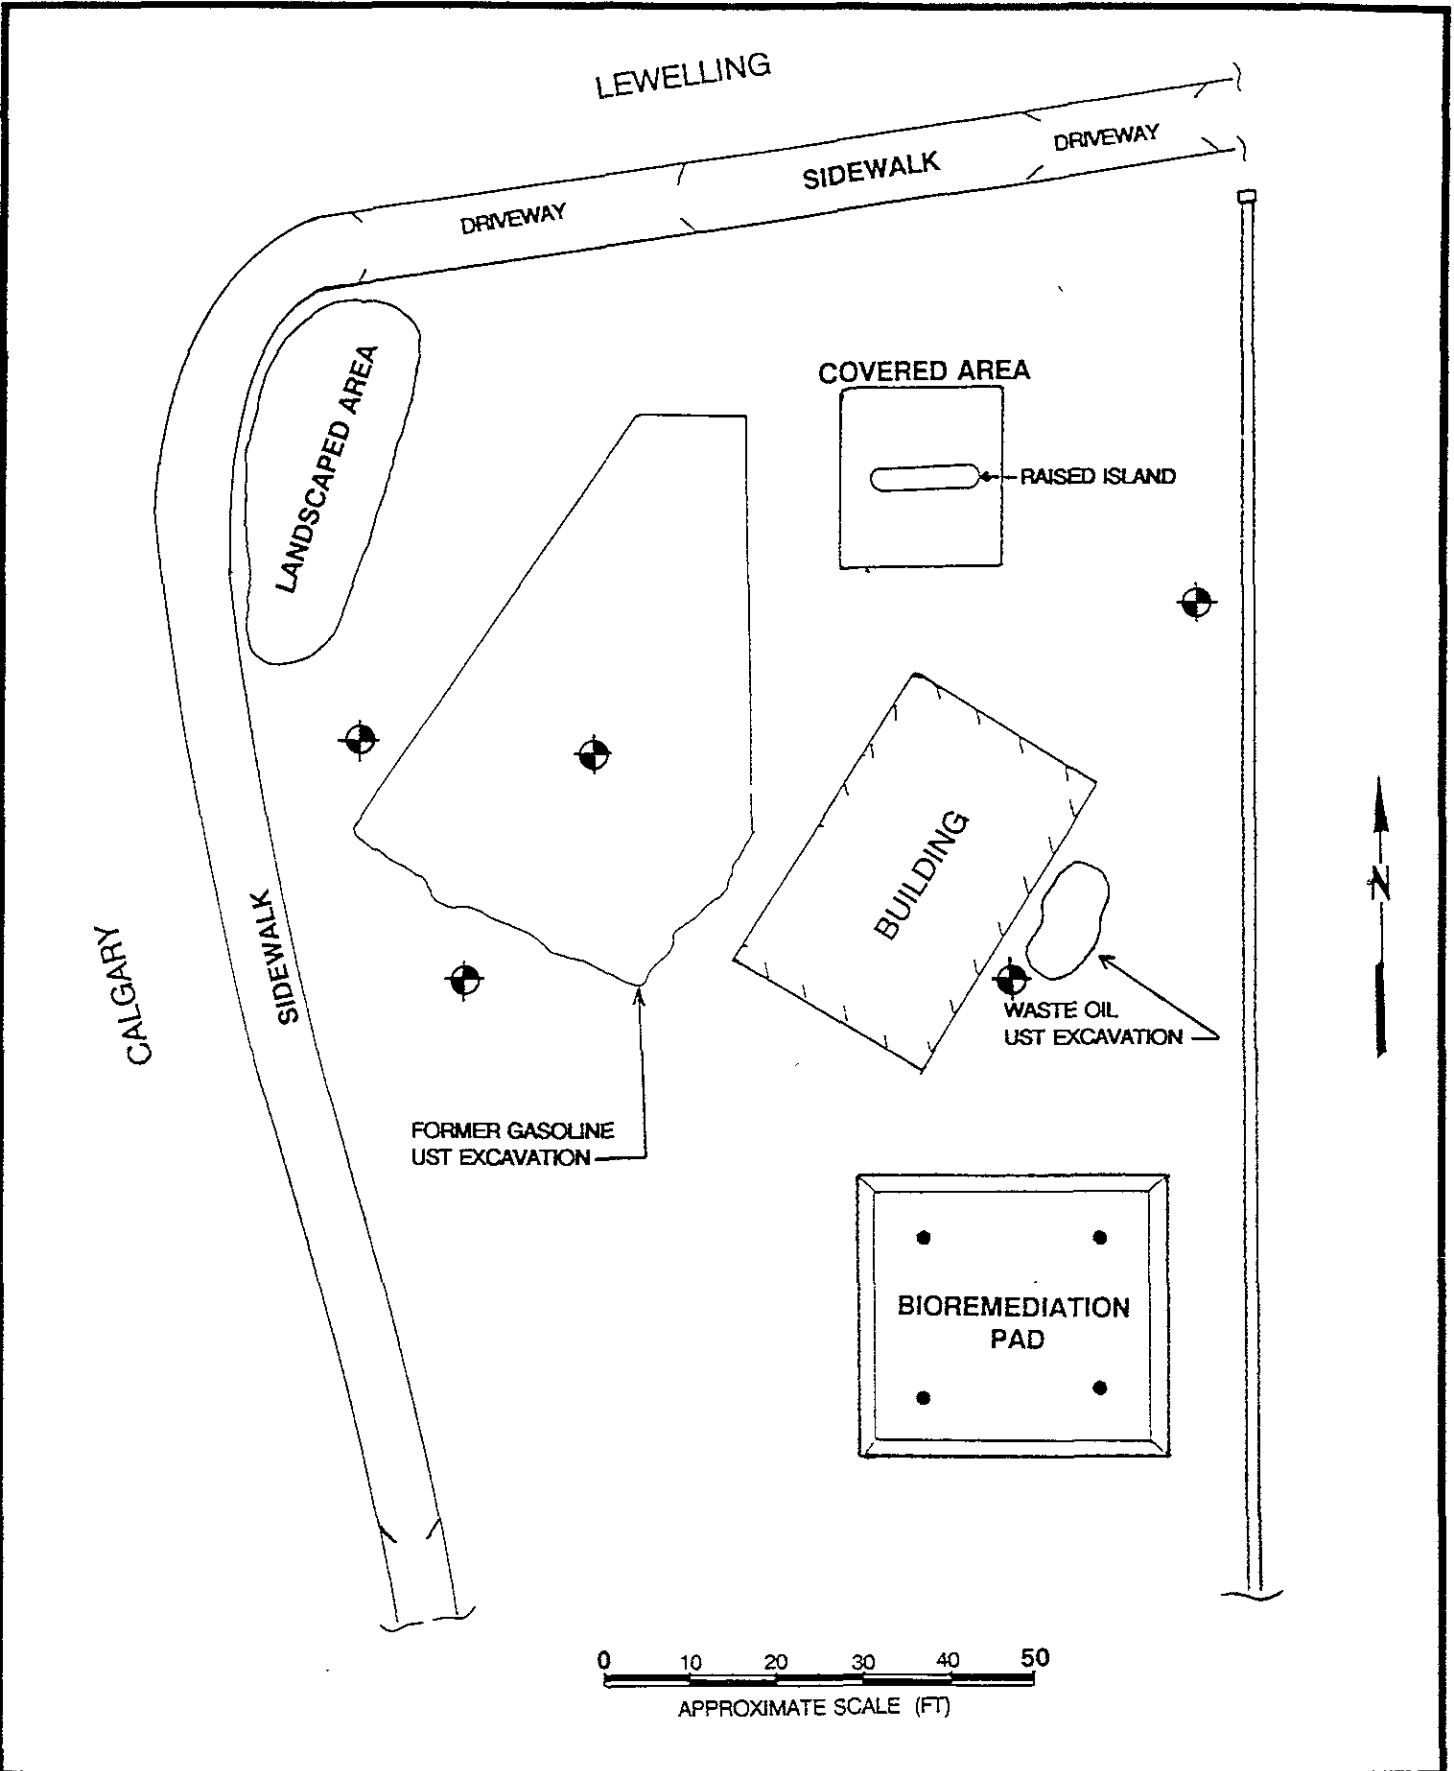 LEWELLING
DRIVEWAY
SIDEWALK
DRIVEWAY
COVERED AREA
RAISED ISLAND
LANDSCAPED AREA
BUILDING
N
CALGARY
SIDEWALK
WASTE OIL
UST EXCAVATION
FORMER GASOLINE
UST EXCAVATION
BIOREMEDIATION
PAD
0 10 20 30 40 50
APPROXIMATE SCALE (FT)